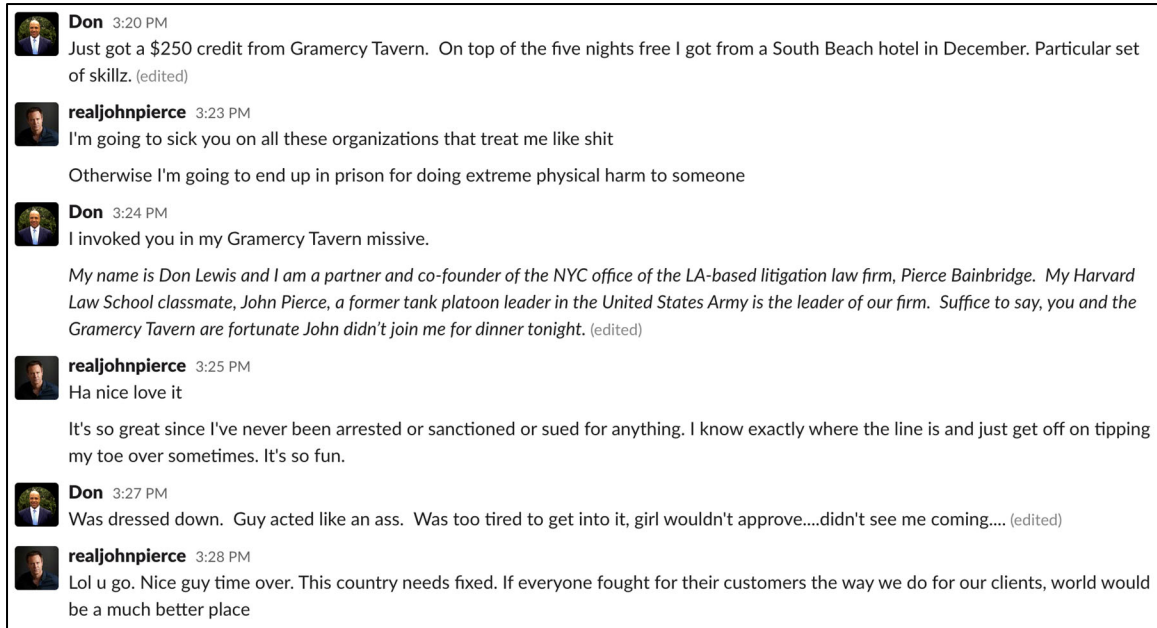 Don 3:20 PM
Just got a $250 credit from Gramercy Tavern.  On top of the five nights free I got from a South Beach hotel in December. Particular set
of skillz. (edited)
realjohnpierce 3:23 PM
I'm going to sick you on all these organizations that treat me like shit
Otherwise I'm going to end up in prison for doing extreme physical harm to someone
Don 3:24 PM
I invoked you in my Gramercy Tavern missive.
My name is Don Lewis and I am a partner and co-founder of the NYC office of the LA-based litigation law firm, Pierce Bainbridge.  My Harvard
Law School classmate, John Pierce, a former tank platoon leader in the United States Army is the leader of our firm.  Suffice to say, you and the
Gramercy Tavern are fortunate John didn't join me for dinner tonight. (edited)
realjohnpierce 3:25 PM
Ha nice love it
It's so great since I've never been arrested or sanctioned or sued for anything. I know exactly where the line is and just get off on tipping
my toe over sometimes. It's so fun.
Don 3:27 PM
Was dressed down.  Guy acted like an ass.  Was too tired to get into it, girl wouldn't approve....didn't see me coming.... (edited)
realjohnpierce 3:28 PM
Lol u go. Nice guy time over. This country needs fixed. If everyone fought for their customers the way we do for our clients, world would
be a much better place